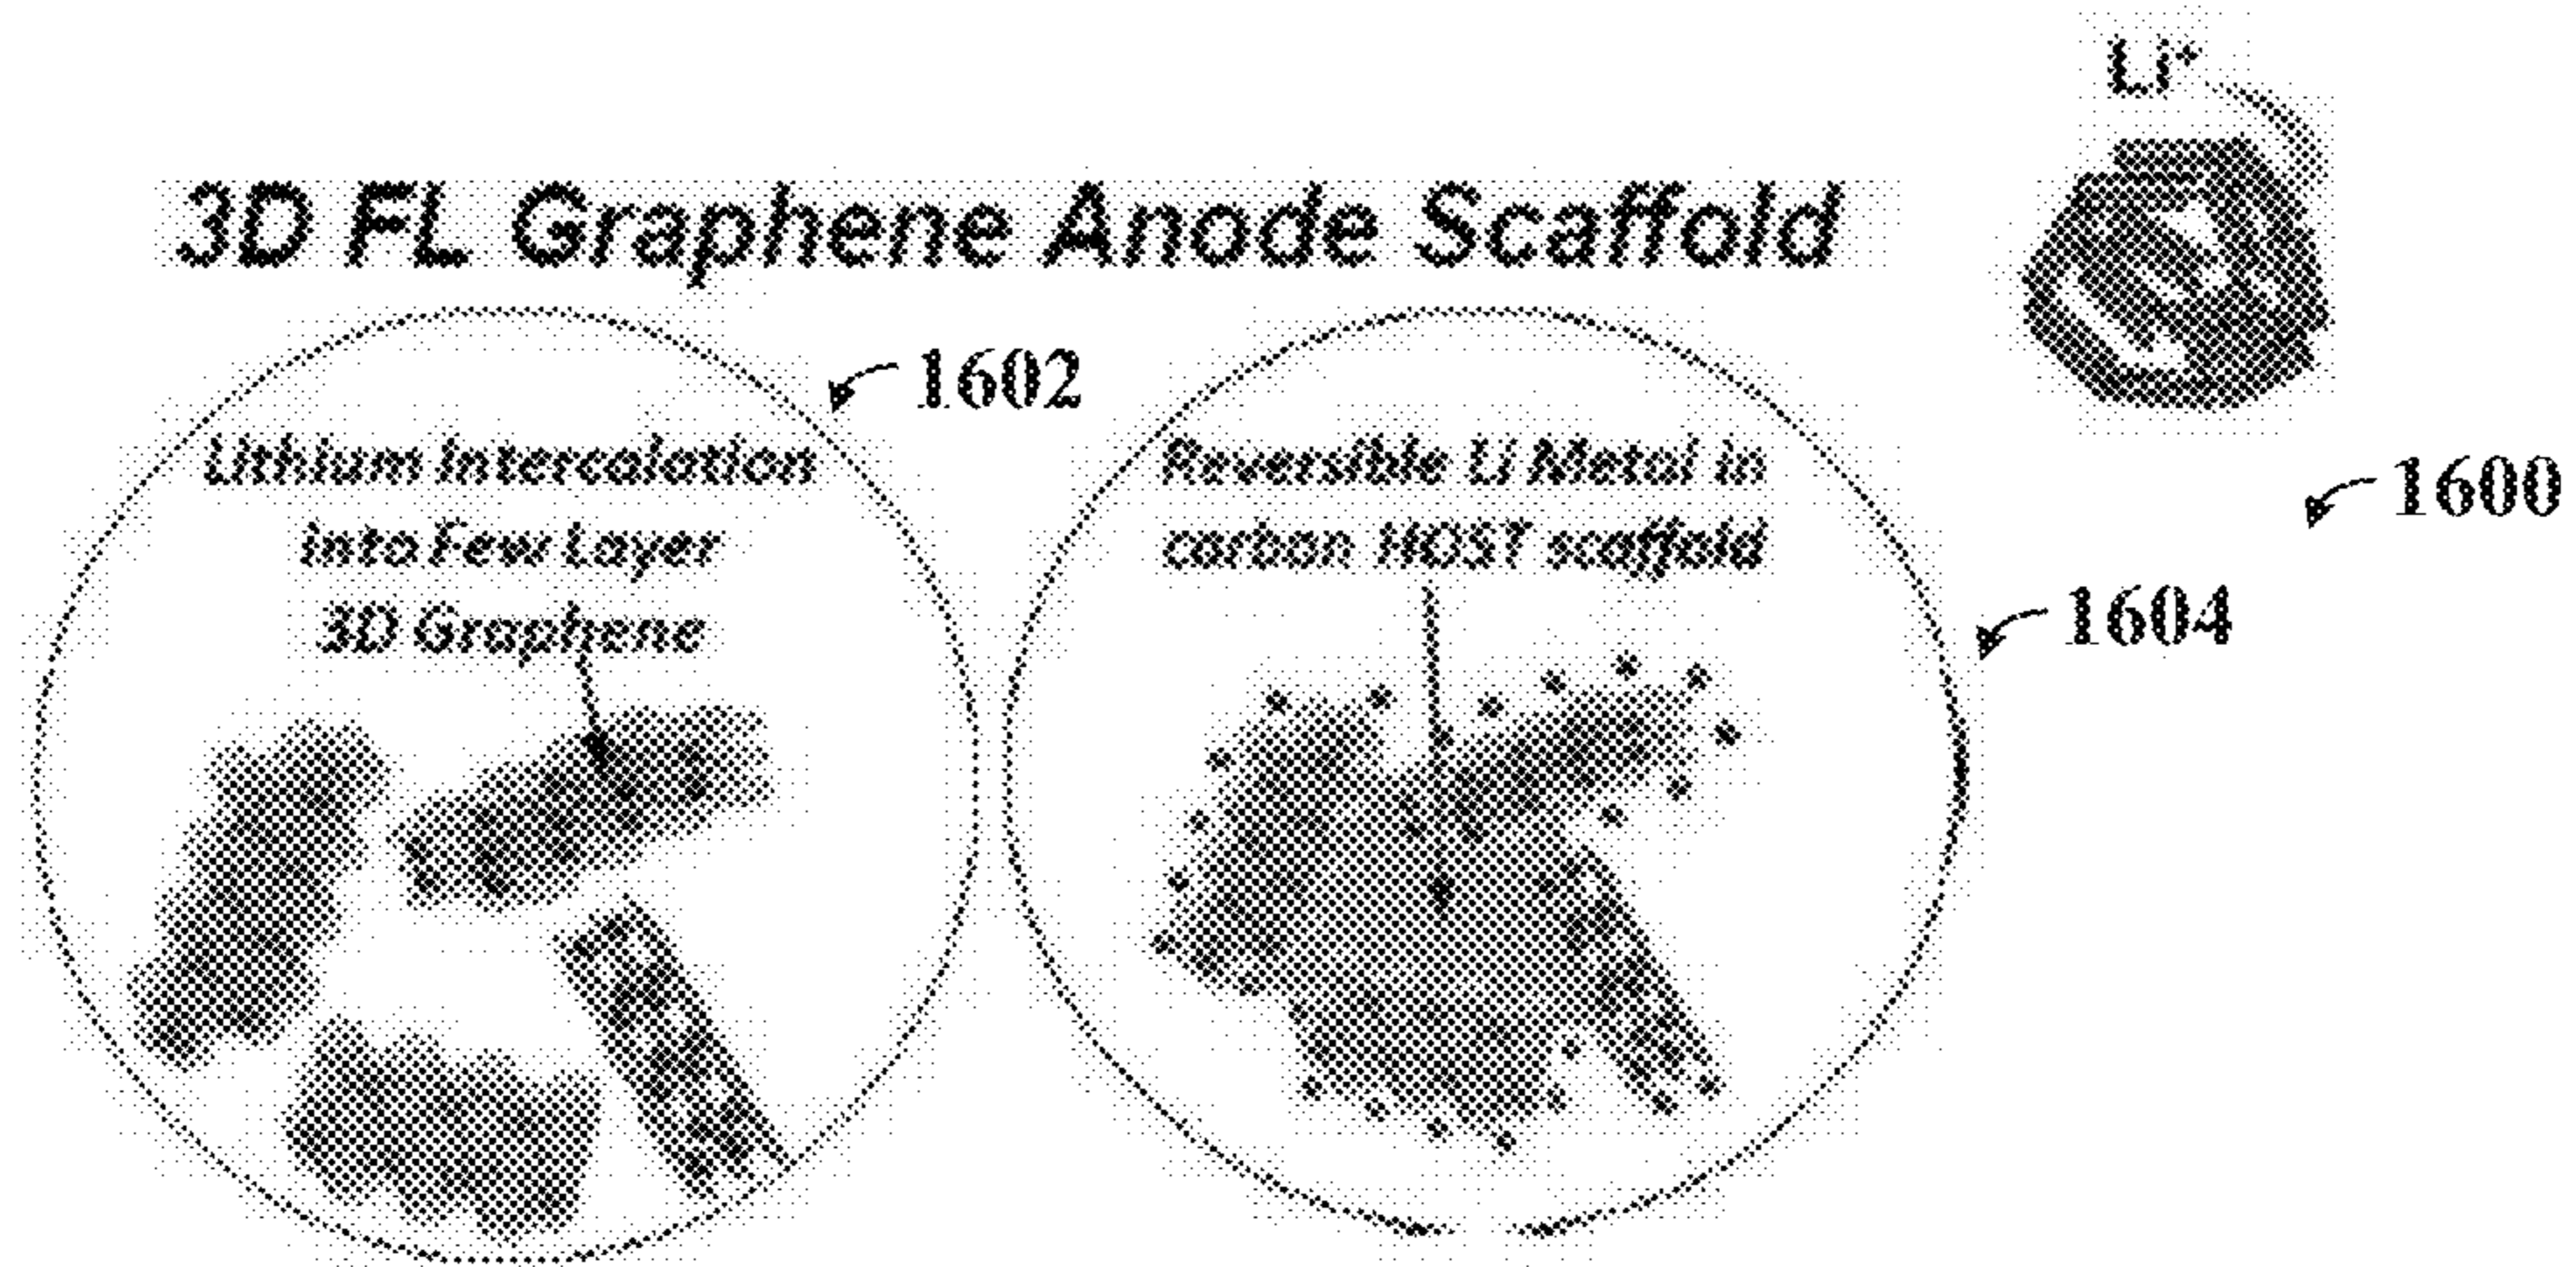 Li+
3D FL Graphene Anode Scaffold
1602
Lithium Intercalation
into Few Layer
3D Graphene
Reversible Li Metal in
carbon HOST scaffold
1600
1604